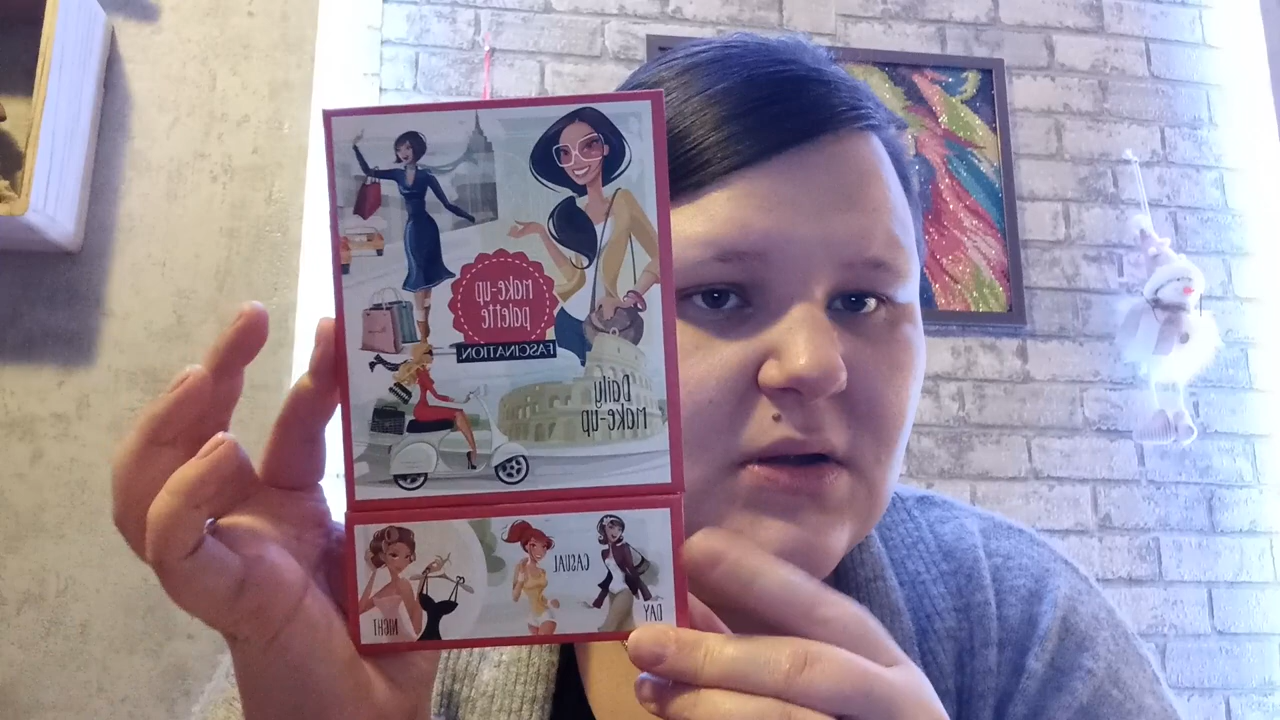 make-up
palette
FASCINATION.
Daily
make-up
DAY
CASUAL
NIGHT